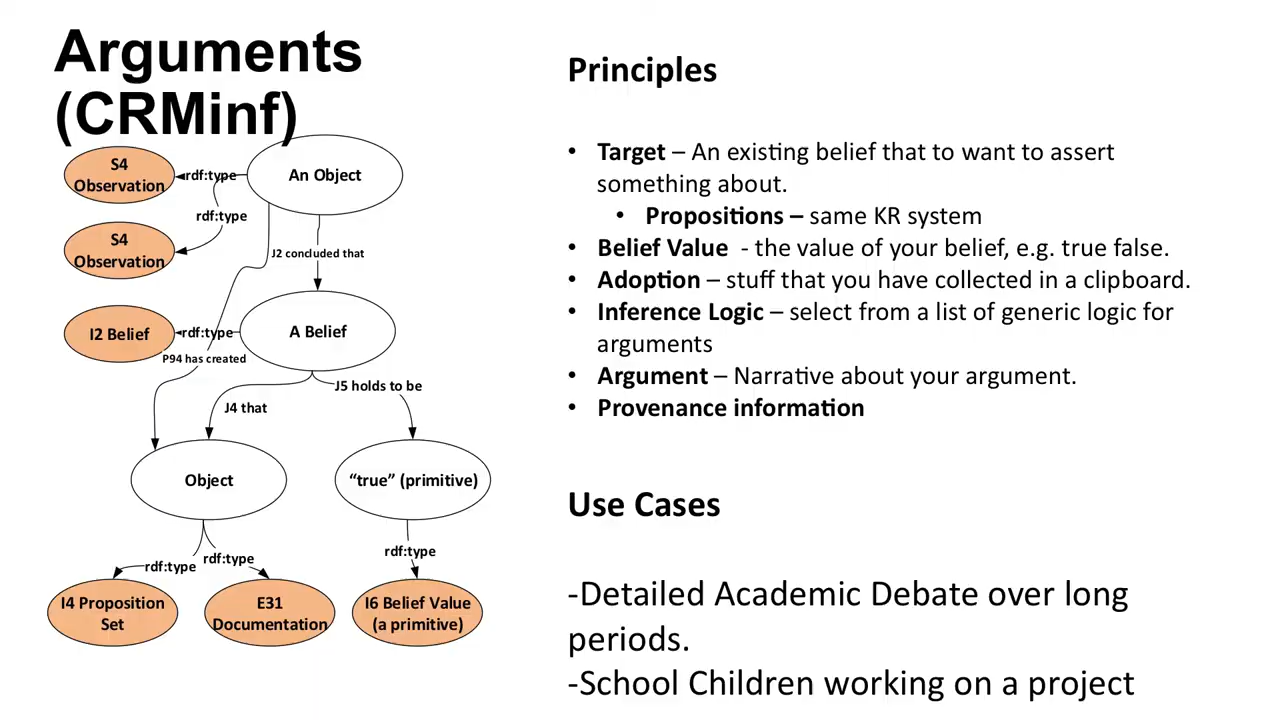 Arguments
(CRMinf)
S4
Observation
rdf:type
An Object
rdf:type
S4
Observation
J2 concluded that
I2 Belief
rdf:type
A Belief
P94 has created
J5 holds to be
J4 that
Object
“true” (primitive)
rdf:type
rdf:type
rdf:type
I4 Proposition
Set
E31
Documentation
I6 Belief Value
(a primitive)
Principles
• Target – An existing belief that to want to assert
something about.
• Propositions – same KR system
• Belief Value - the value of your belief, e.g. true false.
• Adoption – stuff that you have collected in a clipboard.
• Inference Logic – select from a list of generic logic for
arguments
• Argument – Narrative about your argument.
• Provenance information
Use Cases
-Detailed Academic Debate over long
periods.
-School Children working on a project